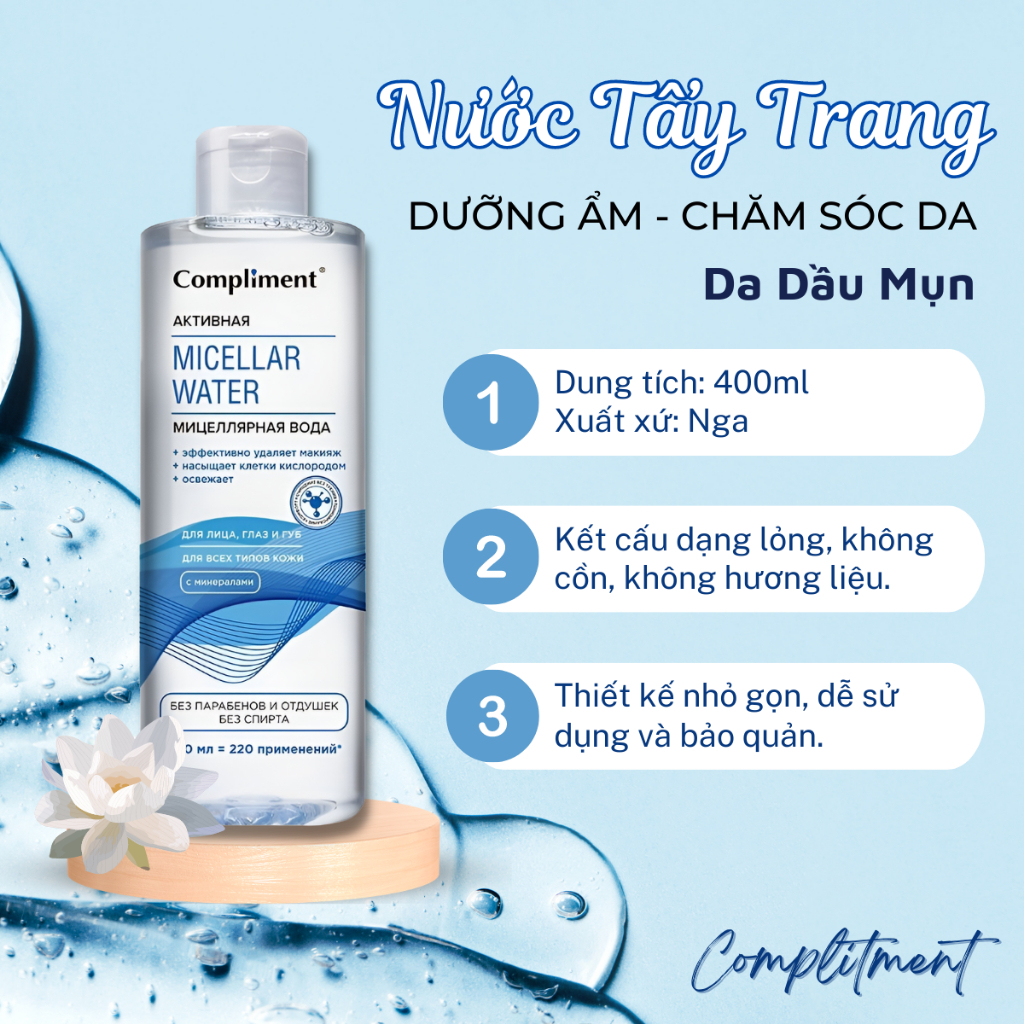 Nước Tẩy Trang
DƯỠNG ẨM - CHĂM SÓC DA
Da Dầu Mụn
Compliment®
АКТИВНАЯ
MICELLAR
WATER
МИЦЕЛЛЯРНАЯ ВОДА
+ эффективно удаляет макияж
+ насыщает клетки кислородом
+ освежает
ДЛЯ ЛИЦА, ГЛАЗ И ГУБ
ДЛЯ ВСЕХ ТИПОВ КОЖИ
с минералами
БЕЗ ПАРАБЕНОВ И ОТДУШЕК
БЕЗ СПИРТА
0 мл = 220 применений*
1
Dung tích: 400ml
Xuất xứ: Nga
2
Kết cấu dạng lỏng, không
cồn, không hương liệu.
3
Thiết kế nhỏ gọn, dễ sử
dụng và bảo quản.
Complitment